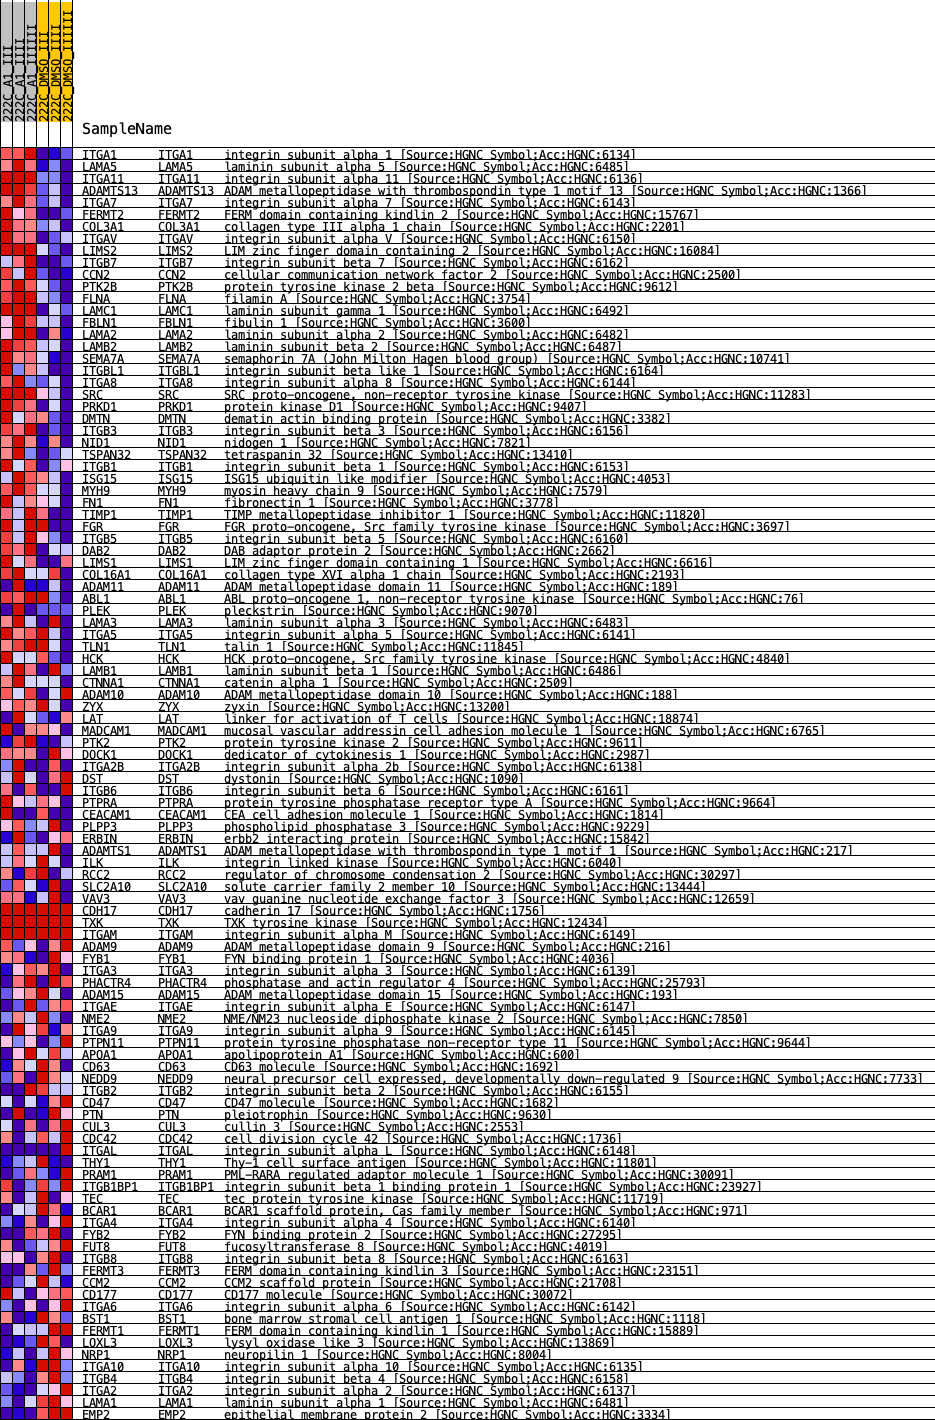 222C_A1_III
222C_A1_IIII
222C_A1_IIIIII
222C_DMSO_III
222C_DMSO_IIII
222C_DMSO_IIIIII
SampleName
ITGA1 ITGA1 integrin subunit alpha 1 [Source:HGNC Symbol;Acc:HGNC:6134]
LAMA5 LAMA5 laminin subunit alpha 5 [Source:HGNC Symbol;Acc:HGNC:6485]
ITGA11 ITGA11 integrin subunit alpha 11 [Source:HGNC Symbol;Acc:HGNC:6136]
ADAMTS13 ADAMTS13 ADAM metallopeptidase with thrombospondin type 1 motif 13 [Source:HGNC Symbol;Acc:HGNC:1366]
ITGA7 ITGA7 integrin subunit alpha 7 [Source:HGNC Symbol;Acc:HGNC:6143]
FERMT2 FERMT2 FERM domain containing kindlin 2 [Source:HGNC Symbol;Acc:HGNC:15767]
COL3A1 COL3A1 collagen type III alpha 1 chain [Source:HGNC Symbol;Acc:HGNC:2201]
ITGAV ITGAV integrin subunit alpha V [Source:HGNC Symbol;Acc:HGNC:6150]
LIMS2 LIMS2 LIM zinc finger domain containing 2 [Source:HGNC Symbol;Acc:HGNC:16084]
ITGB7 ITGB7 integrin subunit beta 7 [Source:HGNC Symbol;Acc:HGNC:6162]
CCN2 CCN2 cellular communication network factor 2 [Source:HGNC Symbol;Acc:HGNC:2500]
PTK2B PTK2B protein tyrosine kinase 2 beta [Source:HGNC Symbol;Acc:HGNC:9612]
FLNA FLNA filamin A [Source:HGNC Symbol;Acc:HGNC:3754]
LAMC1 LAMC1 laminin subunit gamma 1 [Source:HGNC Symbol;Acc:HGNC:6492]
FBLN1 FBLN1 fibulin 1 [Source:HGNC Symbol;Acc:HGNC:3600]
LAMA2 LAMA2 laminin subunit alpha 2 [Source:HGNC Symbol;Acc:HGNC:6482]
LAMB2 LAMB2 laminin subunit beta 2 [Source:HGNC Symbol;Acc:HGNC:6487]
SEMA7A SEMA7A semaphorin 7A (John Milton Hagen blood group) [Source:HGNC Symbol;Acc:HGNC:10741]
ITGBL1 ITGBL1 integrin subunit beta like 1 [Source:HGNC Symbol;Acc:HGNC:6164]
ITGA8 ITGA8 integrin subunit alpha 8 [Source:HGNC Symbol;Acc:HGNC:6144]
SRC SRC SRC proto-oncogene, non-receptor tyrosine kinase [Source:HGNC Symbol;Acc:HGNC:11283]
PRKD1 PRKD1 protein kinase D1 [Source:HGNC Symbol;Acc:HGNC:9407]
DMTN DMTN dematin actin binding protein [Source:HGNC Symbol;Acc:HGNC:3382]
ITGB3 ITGB3 integrin subunit beta 3 [Source:HGNC Symbol;Acc:HGNC:6156]
NID1 NID1 nidogen 1 [Source:HGNC Symbol;Acc:HGNC:7821]
TSPAN32 TSPAN32 tetraspanin 32 [Source:HGNC Symbol;Acc:HGNC:13410]
ITGB1 ITGB1 integrin subunit beta 1 [Source:HGNC Symbol;Acc:HGNC:6153]
ISG15 ISG15 ISG15 ubiquitin like modifier [Source:HGNC Symbol;Acc:HGNC:4053]
MYH9 MYH9 myosin heavy chain 9 [Source:HGNC Symbol;Acc:HGNC:7579]
FN1 FN1 fibronectin 1 [Source:HGNC Symbol;Acc:HGNC:3778]
TIMP1 TIMP1 TIMP metallopeptidase inhibitor 1 [Source:HGNC Symbol;Acc:HGNC:11820]
FGR FGR FGR proto-oncogene, Src family tyrosine kinase [Source:HGNC Symbol;Acc:HGNC:3697]
ITGB5 ITGB5 integrin subunit beta 5 [Source:HGNC Symbol;Acc:HGNC:6160]
DAB2 DAB2 DAB adaptor protein 2 [Source:HGNC Symbol;Acc:HGNC:2662]
LIMS1 LIMS1 LIM zinc finger domain containing 1 [Source:HGNC Symbol;Acc:HGNC:6616]
COL16A1 COL16A1 collagen type XVI alpha 1 chain [Source:HGNC Symbol;Acc:HGNC:2193]
ADAM11 ADAM11 ADAM metallopeptidase domain 11 [Source:HGNC Symbol;Acc:HGNC:189]
ABL1 ABL1 ABL proto-oncogene 1, non-receptor tyrosine kinase [Source:HGNC Symbol;Acc:HGNC:76]
PLEK PLEK pleckstrin [Source:HGNC Symbol;Acc:HGNC:9070]
LAMA3 LAMA3 laminin subunit alpha 3 [Source:HGNC Symbol;Acc:HGNC:6483]
ITGA5 ITGA5 integrin subunit alpha 5 [Source:HGNC Symbol;Acc:HGNC:6141]
TLN1 TLN1 talin 1 [Source:HGNC Symbol;Acc:HGNC:11845]
HCK HCK HCK proto-oncogene, Src family tyrosine kinase [Source:HGNC Symbol;Acc:HGNC:4840]
LAMB1 LAMB1 laminin subunit beta 1 [Source:HGNC Symbol;Acc:HGNC:6486]
CTNNA1 CTNNA1 catenin alpha 1 [Source:HGNC Symbol;Acc:HGNC:2509]
ADAM10 ADAM10 ADAM metallopeptidase domain 10 [Source:HGNC Symbol;Acc:HGNC:188]
ZYX ZYX zyxin [Source:HGNC Symbol;Acc:HGNC:13200]
LAT LAT linker for activation of T cells [Source:HGNC Symbol;Acc:HGNC:18874]
MADCAM1 MADCAM1 mucosal vascular addressin cell adhesion molecule 1 [Source:HGNC Symbol;Acc:HGNC:6765]
PTK2 PTK2 protein tyrosine kinase 2 [Source:HGNC Symbol;Acc:HGNC:9611]
DOCK1 DOCK1 dedicator of cytokinesis 1 [Source:HGNC Symbol;Acc:HGNC:2987]
ITGA2B ITGA2B integrin subunit alpha 2b [Source:HGNC Symbol;Acc:HGNC:6138]
DST DST dystonin [Source:HGNC Symbol;Acc:HGNC:1090]
ITGB6 ITGB6 integrin subunit beta 6 [Source:HGNC Symbol;Acc:HGNC:6161]
PTPRA PTPRA protein tyrosine phosphatase receptor type A [Source:HGNC Symbol;Acc:HGNC:9664]
CEACAM1 CEACAM1 CEA cell adhesion molecule 1 [Source:HGNC Symbol;Acc:HGNC:1814]
PLPP3 PLPP3 phospholipid phosphatase 3 [Source:HGNC Symbol;Acc:HGNC:9229]
ERBIN ERBIN erbb2 interacting protein [Source:HGNC Symbol;Acc:HGNC:15842]
ADAMTS1 ADAMTS1 ADAM metallopeptidase with thrombospondin type 1 motif 1 [Source:HGNC Symbol;Acc:HGNC:217]
ILK ILK integrin linked kinase [Source:HGNC Symbol;Acc:HGNC:6040]
RCC2 RCC2 regulator of chromosome condensation 2 [Source:HGNC Symbol;Acc:HGNC:30297]
SLC2A10 SLC2A10 solute carrier family 2 member 10 [Source:HGNC Symbol;Acc:HGNC:13444]
VAV3 VAV3 vav guanine nucleotide exchange factor 3 [Source:HGNC Symbol;Acc:HGNC:12659]
CDH17 CDH17 cadherin 17 [Source:HGNC Symbol;Acc:HGNC:1756]
TXK TXK TXK tyrosine kinase [Source:HGNC Symbol;Acc:HGNC:12434]
ITGAM ITGAM integrin subunit alpha M [Source:HGNC Symbol;Acc:HGNC:6149]
ADAM9 ADAM9 ADAM metallopeptidase domain 9 [Source:HGNC Symbol;Acc:HGNC:216]
FYB1 FYB1 FYN binding protein 1 [Source:HGNC Symbol;Acc:HGNC:4036]
ITGA3 ITGA3 integrin subunit alpha 3 [Source:HGNC Symbol;Acc:HGNC:6139]
PHACTR4 PHACTR4 phosphatase and actin regulator 4 [Source:HGNC Symbol;Acc:HGNC:25793]
ADAM15 ADAM15 ADAM metallopeptidase domain 15 [Source:HGNC Symbol;Acc:HGNC:193]
ITGAE ITGAE integrin subunit alpha E [Source:HGNC Symbol;Acc:HGNC:6147]
NME2 NME2 NME/NM23 nucleoside diphosphate kinase 2 [Source:HGNC Symbol;Acc:HGNC:7850]
ITGA9 ITGA9 integrin subunit alpha 9 [Source:HGNC Symbol;Acc:HGNC:6145]
PTPN11 PTPN11 protein tyrosine phosphatase non-receptor type 11 [Source:HGNC Symbol;Acc:HGNC:9644]
APOA1 APOA1 apolipoprotein A1 [Source:HGNC Symbol;Acc:HGNC:600]
CD63 CD63 CD63 molecule [Source:HGNC Symbol;Acc:HGNC:1692]
NEDD9 NEDD9 neural precursor cell expressed, developmentally down-regulated 9 [Source:HGNC Symbol;Acc:HGNC:7733]
ITGB2 ITGB2 integrin subunit beta 2 [Source:HGNC Symbol;Acc:HGNC:6155]
CD47 CD47 CD47 molecule [Source:HGNC Symbol;Acc:HGNC:1682]
PTN PTN pleiotrophin [Source:HGNC Symbol;Acc:HGNC:9630]
CUL3 CUL3 cullin 3 [Source:HGNC Symbol;Acc:HGNC:2553]
CDC42 CDC42 cell division cycle 42 [Source:HGNC Symbol;Acc:HGNC:1736]
ITGAL ITGAL integrin subunit alpha L [Source:HGNC Symbol;Acc:HGNC:6148]
THY1 THY1 Thy-1 cell surface antigen [Source:HGNC Symbol;Acc:HGNC:11801]
PRAM1 PRAM1 PML-RARA regulated adaptor molecule 1 [Source:HGNC Symbol;Acc:HGNC:30091]
ITGB1BP1 ITGB1BP1 integrin subunit beta 1 binding protein 1 [Source:HGNC Symbol;Acc:HGNC:23927]
TEC TEC tec protein tyrosine kinase [Source:HGNC Symbol;Acc:HGNC:11719]
BCAR1 BCAR1 BCAR1 scaffold protein, Cas family member [Source:HGNC Symbol;Acc:HGNC:971]
ITGA4 ITGA4 integrin subunit alpha 4 [Source:HGNC Symbol;Acc:HGNC:6140]
FYB2 FYB2 FYN binding protein 2 [Source:HGNC Symbol;Acc:HGNC:27295]
FUT8 FUT8 fucosyltransferase 8 [Source:HGNC Symbol;Acc:HGNC:4019]
ITGB8 ITGB8 integrin subunit beta 8 [Source:HGNC Symbol;Acc:HGNC:6163]
FERMT3 FERMT3 FERM domain containing kindlin 3 [Source:HGNC Symbol;Acc:HGNC:23151]
CCM2 CCM2 CCM2 scaffold protein [Source:HGNC Symbol;Acc:HGNC:21708]
CD177 CD177 CD177 molecule [Source:HGNC Symbol;Acc:HGNC:30072]
ITGA6 ITGA6 integrin subunit alpha 6 [Source:HGNC Symbol;Acc:HGNC:6142]
BST1 BST1 bone marrow stromal cell antigen 1 [Source:HGNC Symbol;Acc:HGNC:1118]
FERMT1 FERMT1 FERM domain containing kindlin 1 [Source:HGNC Symbol;Acc:HGNC:15889]
LOXL3 LOXL3 lysyl oxidase like 3 [Source:HGNC Symbol;Acc:HGNC:13869]
NRP1 NRP1 neuropilin 1 [Source:HGNC Symbol;Acc:HGNC:8004]
ITGA10 ITGA10 integrin subunit alpha 10 [Source:HGNC Symbol;Acc:HGNC:6135]
ITGB4 ITGB4 integrin subunit beta 4 [Source:HGNC Symbol;Acc:HGNC:6158]
ITGA2 ITGA2 integrin subunit alpha 2 [Source:HGNC Symbol;Acc:HGNC:6137]
LAMA1 LAMA1 laminin subunit alpha 1 [Source:HGNC Symbol;Acc:HGNC:6481]
EMP2 EMP2 epithelial membrane protein 2 [Source:HGNC Symbol;Acc:HGNC:3334]